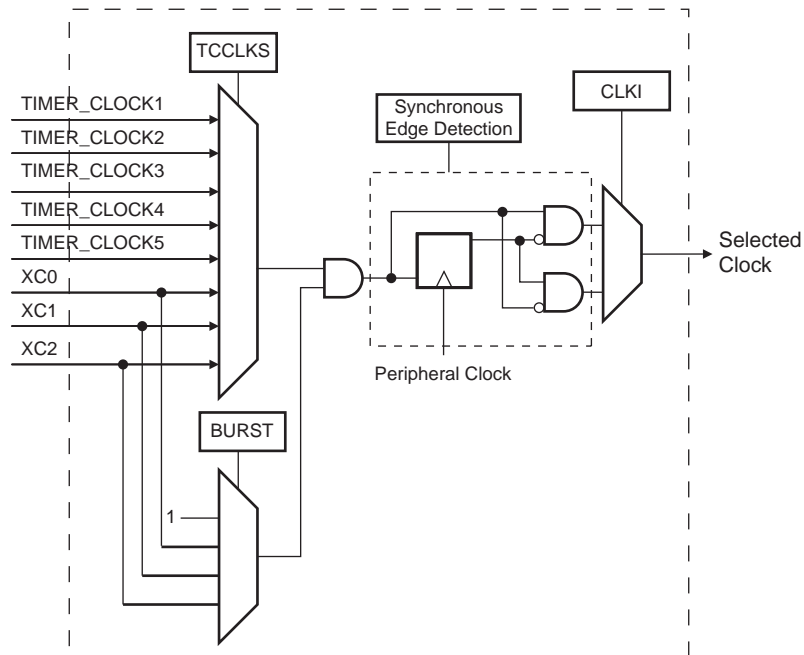 TCCLKS
TIMER_CLOCK1
TIMER_CLOCK2
TIMER_CLOCK3
TIMER_CLOCK4
TIMER_CLOCK5
XC0
XC1
XC2
Synchronous
Edge Detection
CLKI
Selected
Clock
Peripheral Clock
BURST
1